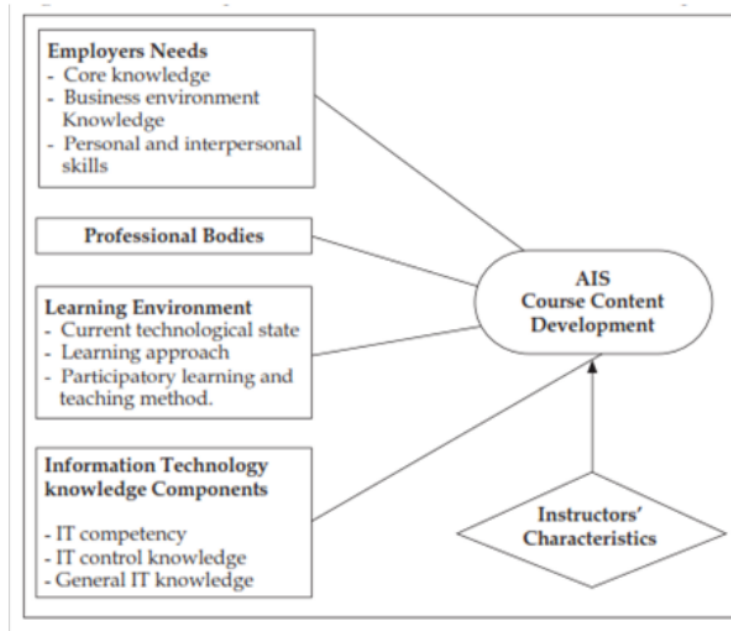 Employers Needs
- Core knowledge
- Business environment
Knowledge
- Personal and interpersonal
skills
Professional Bodies
Learning Environment
- Current technological state
- Learning approach
- Participatory learning and
teaching method.
Information Technology
knowledge Components
- IT competency
- IT control knowledge
- General IT knowledge
AIS
Course Content
Development
Instructors'
Characteristics